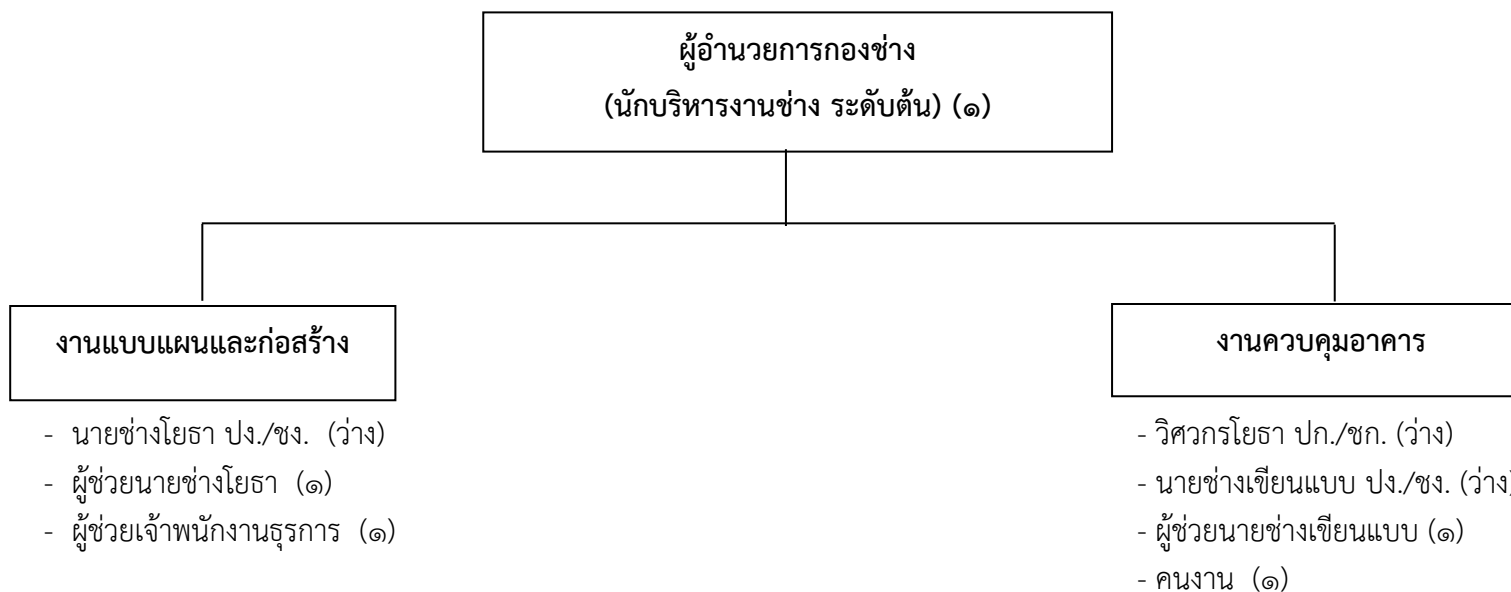 ผู้อำนวยการกองช่าง
(นักบริหารงานช่าง ระดับต้น) (๑)
งานแบบแผนและก่อสร้าง
- นายช่างโยธา ปง./ชง. (ว่าง)
- ผู้ช่วยนายช่างโยธา (๑)
- ผู้ช่วยเจ้าพนักงานธุรการ (๑)
งานควบคุมอาคาร
- วิศวกรโยธา ปก./ชก. (ว่าง)
- นายช่างเขียนแบบ ปง./ชง. (ว่าง)
- ผู้ช่วยนายช่างเขียนแบบ (๑)
- คนงาน (๑)